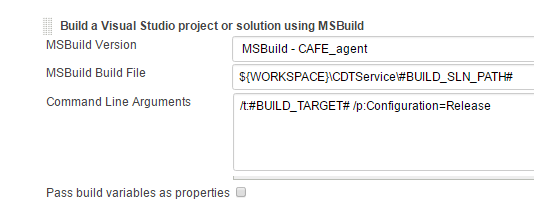 Build a Visual Studio project or solution using MSBuild
MSBuild Version
MSBuild - CAFE_agent
MSBuild Build File
${WORKSPACE}\CDTService\#BUILD_SLN_PATH#
Command Line Arguments
/t:#BUILD_TARGET# /p:Configuration=Release
Pass build variables as properties